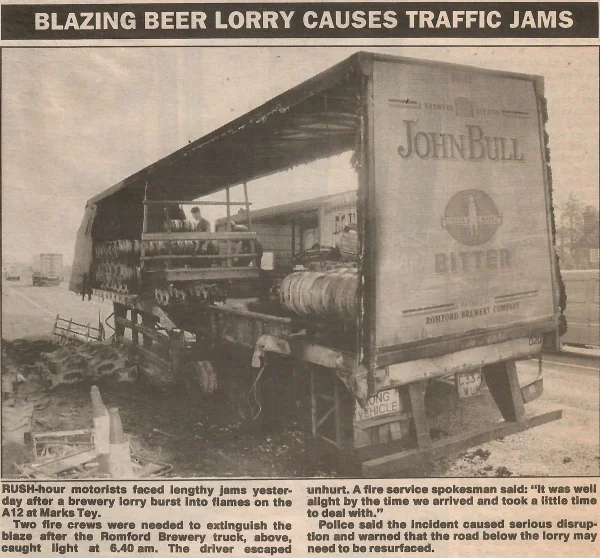 BLAZING BEER LORRY CAUSES TRAFFIC JAMS
JOHN BULL
BITTER
ROMFORD BREWERY COMPANY
LONG
VEHICLE
RUSH-hour motorists faced lengthy jams yester-
day after a brewery lorry burst into flames on the
A12 at Marks Tey.
Two fire crews were needed to extinguish the
blaze after the Romford Brewery truck, above,
caught light at 6.40 am. The driver escaped
unhurt. A fire service spokesman said: “It was well
alight by the time we arrived and took a little time
to deal with.”
Police said the incident caused serious disrup-
tion and warned that the road below the lorry may
need to be resurfaced.